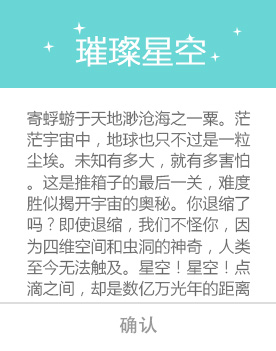 璀璨星空
寄蜉蝣于天地渺沧海之一粟。茫
茫宇宙中，地球也只不过是一粒
尘埃。未知有多大，就有多害怕
。这是推箱子的最后一关，难度
胜似揭开宇宙的奥秘。你退缩了
吗？即使退缩，我们不怪你，因
为四维空间和虫洞的神奇，人类
至今无法触及。星空！星空！点
滴之间，却是数亿万光年的距离
确认